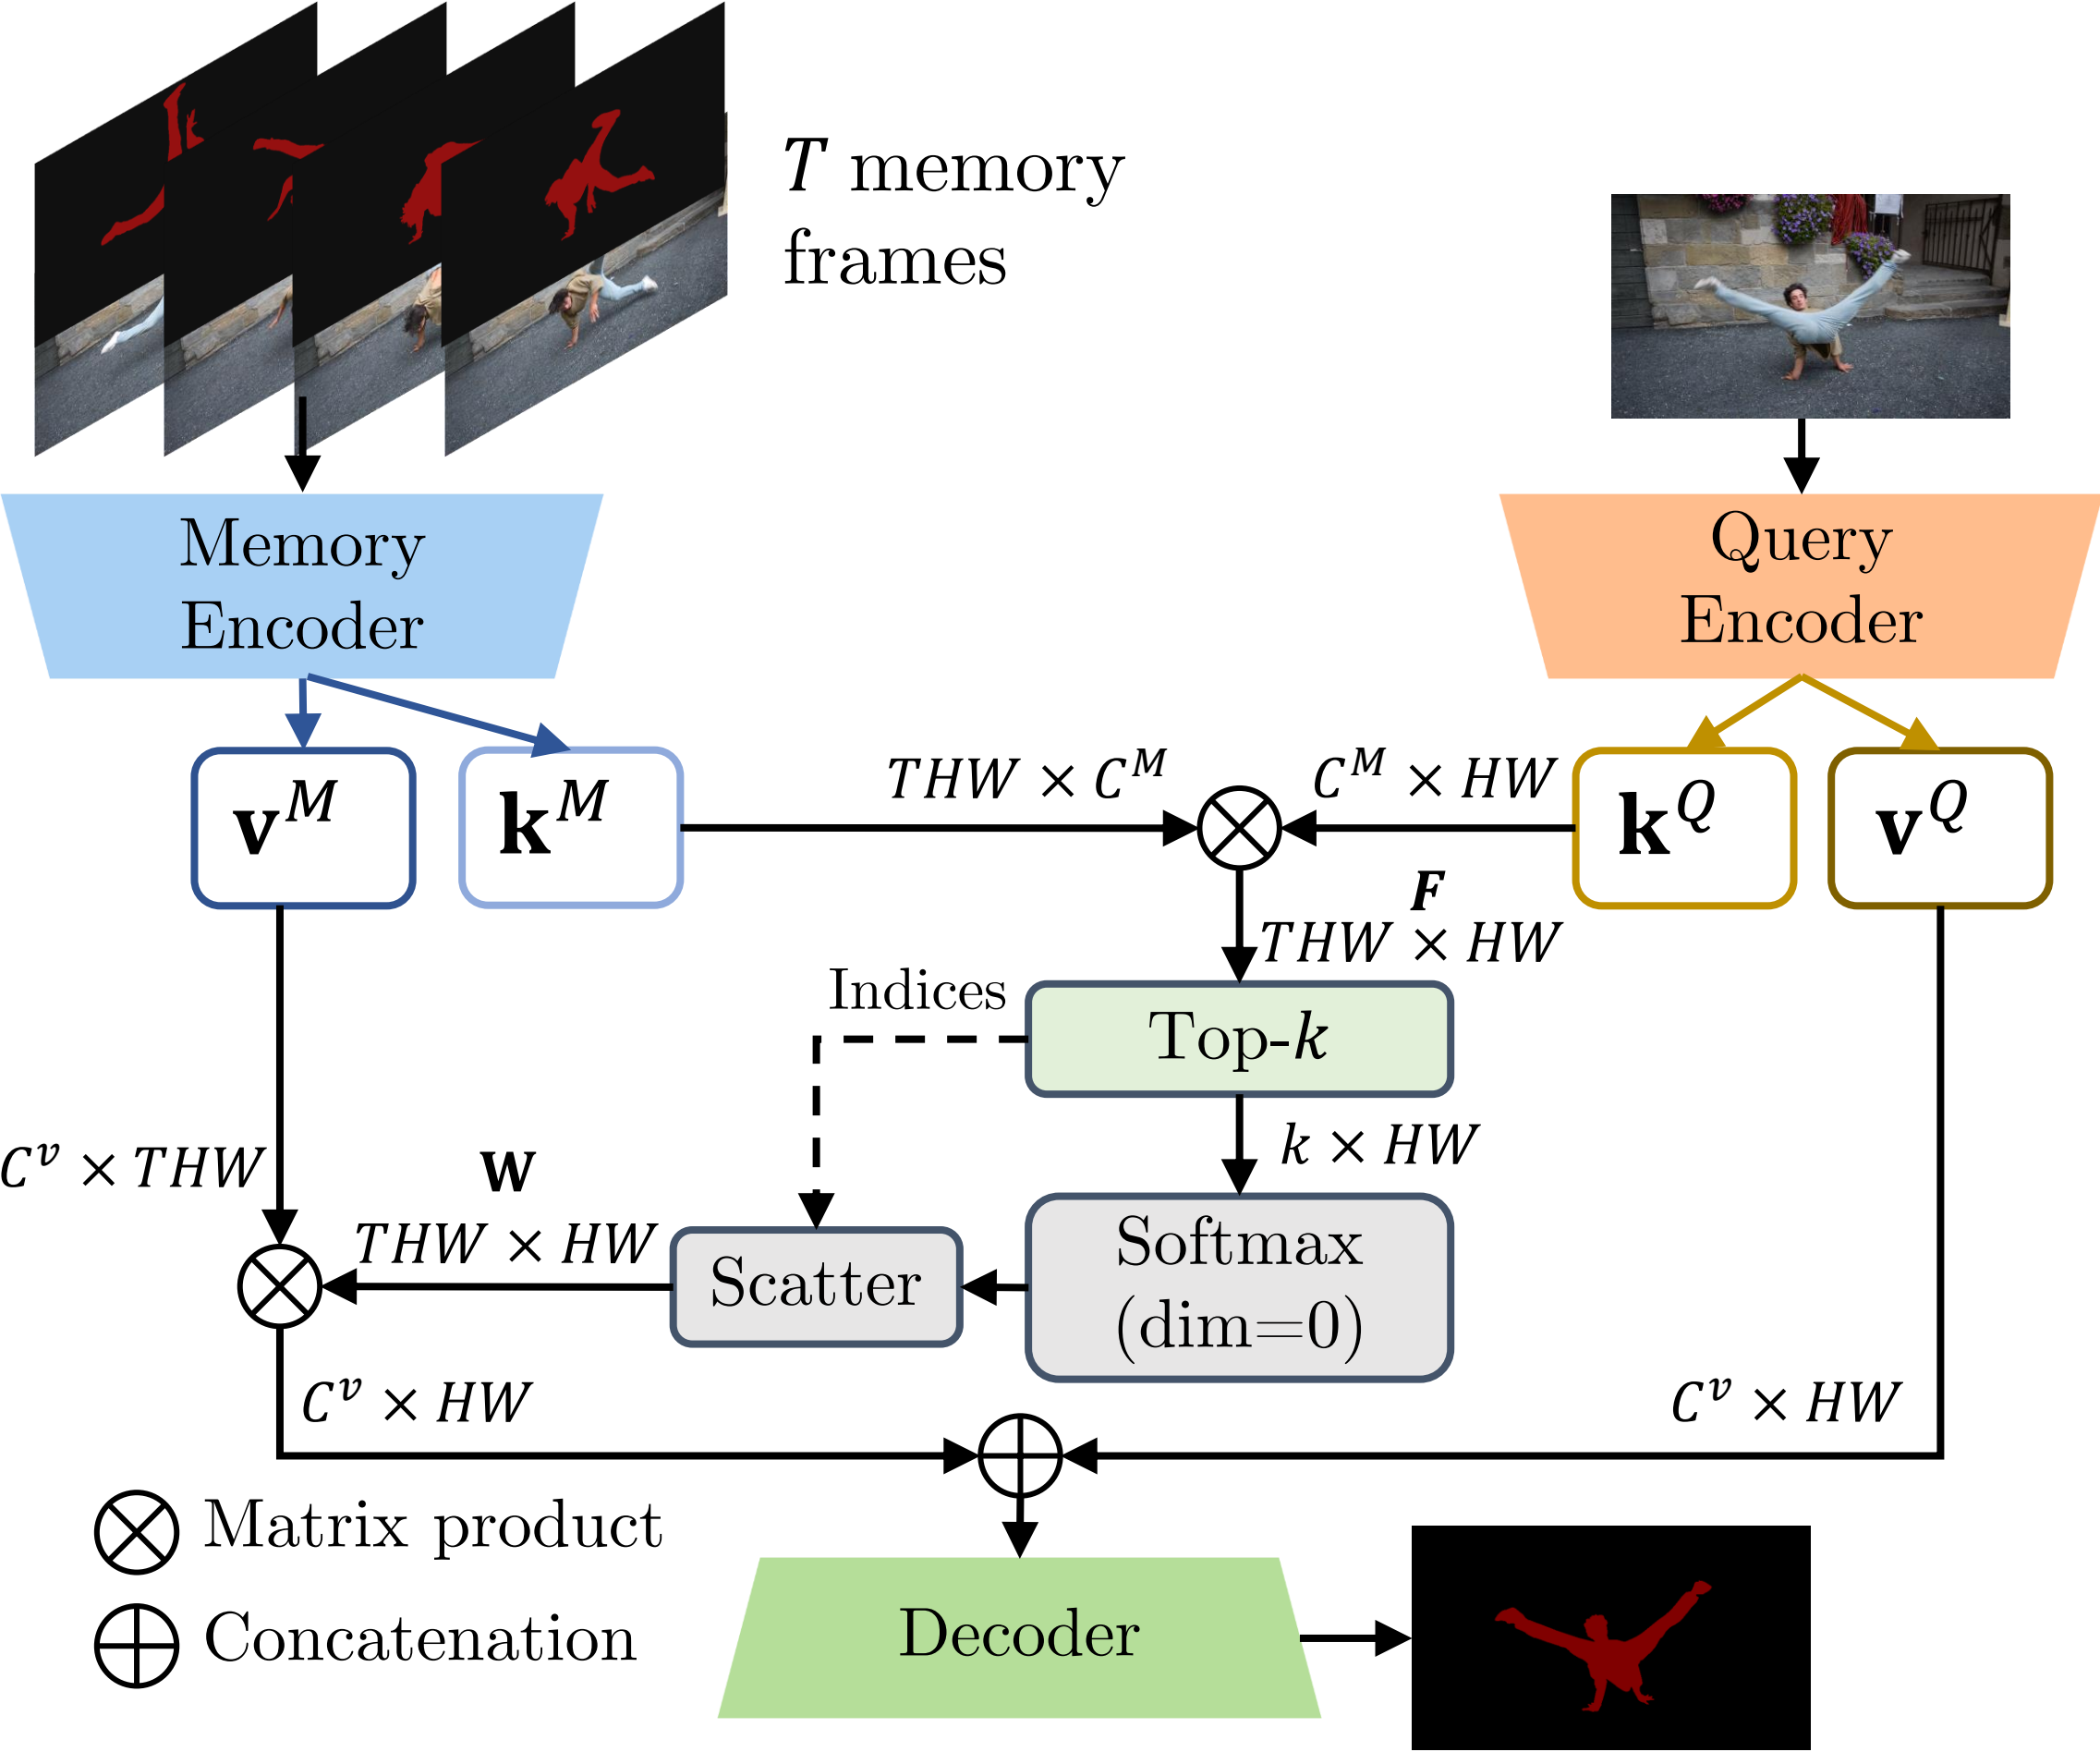 T memory
frames
Memory
Encoder
Query
Encoder
v^M
k^M
THW × C^M
C^M × HW
k^Q
v^Q
F
THW × HW
Indices
Top-k
k × HW
C^v × THW
W
THW × HW
Scatter
Softmax
(dim=0)
C^v × HW
C^v × HW
Matrix product
Concatenation
Decoder